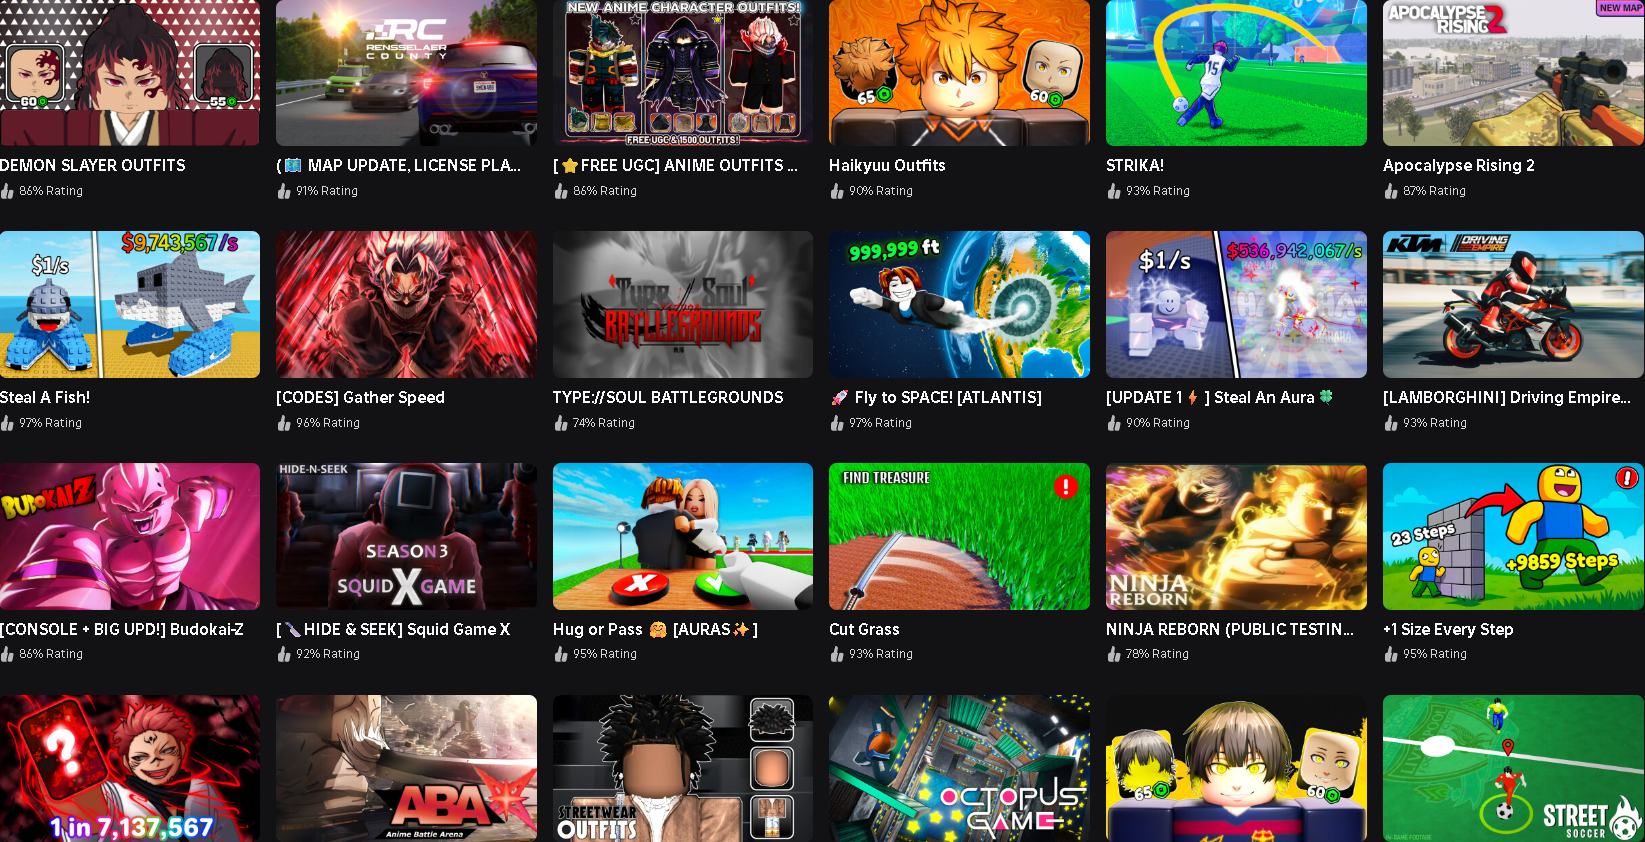 60
55
RC
RENSSELAER
COUNTY
NEW ANIME CHARACTER OUTFITS!
FREE UGC & 1500 OUTFITS!
65
60
15
APOCALYPSE
RISING 2
NEW MAP
DEMON SLAYER OUTFITS
(🗺️ MAP UPDATE, LICENSE PLA...
[⭐FREE UGC] ANIME OUTFITS ...
Haikyuu Outfits
STRIKA!
Apocalypse Rising 2
86% Rating
91% Rating
86% Rating
90% Rating
93% Rating
87% Rating
$1/s
$9,743,567/s
Type Soul
BATTLEGROUNDS
999,999 ft
$1/s
$536,942,067/s
KTM
DRIVING
EMPIRE
Steal A Fish!
[CODES] Gather Speed
TYPE://SOUL BATTLEGROUNDS
🚀 Fly to SPACE! [ATLANTIS]
[UPDATE 1⚡] Steal An Aura🍀
[LAMBORGHINI] Driving Empire...
97% Rating
96% Rating
74% Rating
97% Rating
90% Rating
93% Rating
BUDOKAI Z
HIDE-N-SEEK
SEASON 3
SQUID X GAME
FIND TREASURE
!
NINJA
REBORN
23 Steps
+9859 Steps
!
[CONSOLE + BIG UPD!] Budokai-Z
[🔪HIDE & SEEK] Squid Game X
Hug or Pass 🤗 [AURAS✨]
Cut Grass
NINJA REBORN (PUBLIC TESTIN...
+1 Size Every Step
86% Rating
92% Rating
95% Rating
93% Rating
78% Rating
95% Rating
?
1 in 7,137,567
ABA
Anime Battle Arena
STREETWEAR
OUTFITS
OCTOPUS
GAME
65
60
STREET
SOCCER
IN-GAME FOOTAGE